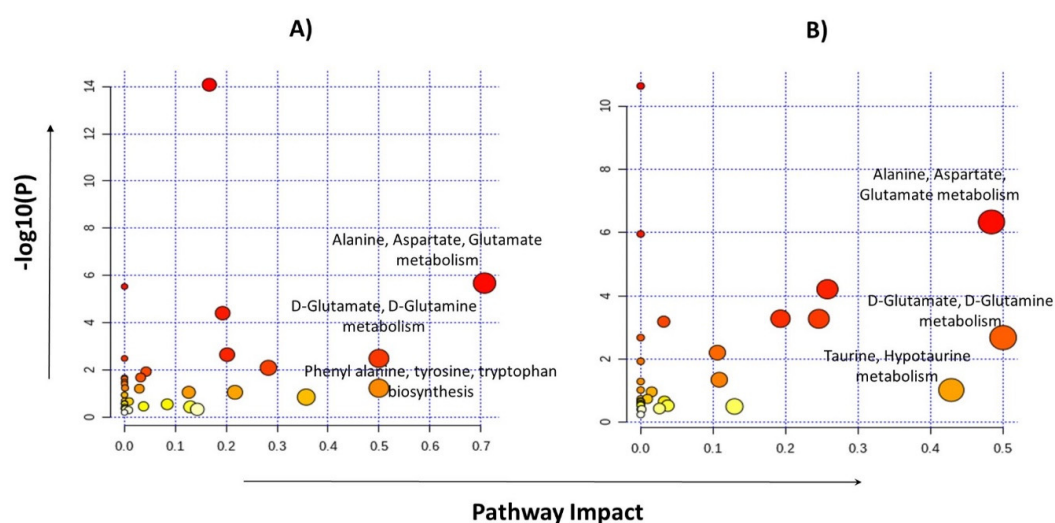 A)
B)
-log10(P)
14
12
10
8
6
4
2
0
Alanine, Aspartate, Glutamate
metabolism
D-Glutamate, D-Glutamine
metabolism
Phenyl alanine, tyrosine, tryptophan
biosynthesis
0.0 0.1 0.2 0.3 0.4 0.5 0.6 0.7
10
8
6
4
2
0
Alanine, Aspartate,
Glutamate metabolism
D-Glutamate, D-Glutamine
metabolism
Taurine, Hypotaurine
metabolism
0.0 0.1 0.2 0.3 0.4 0.5
Pathway Impact